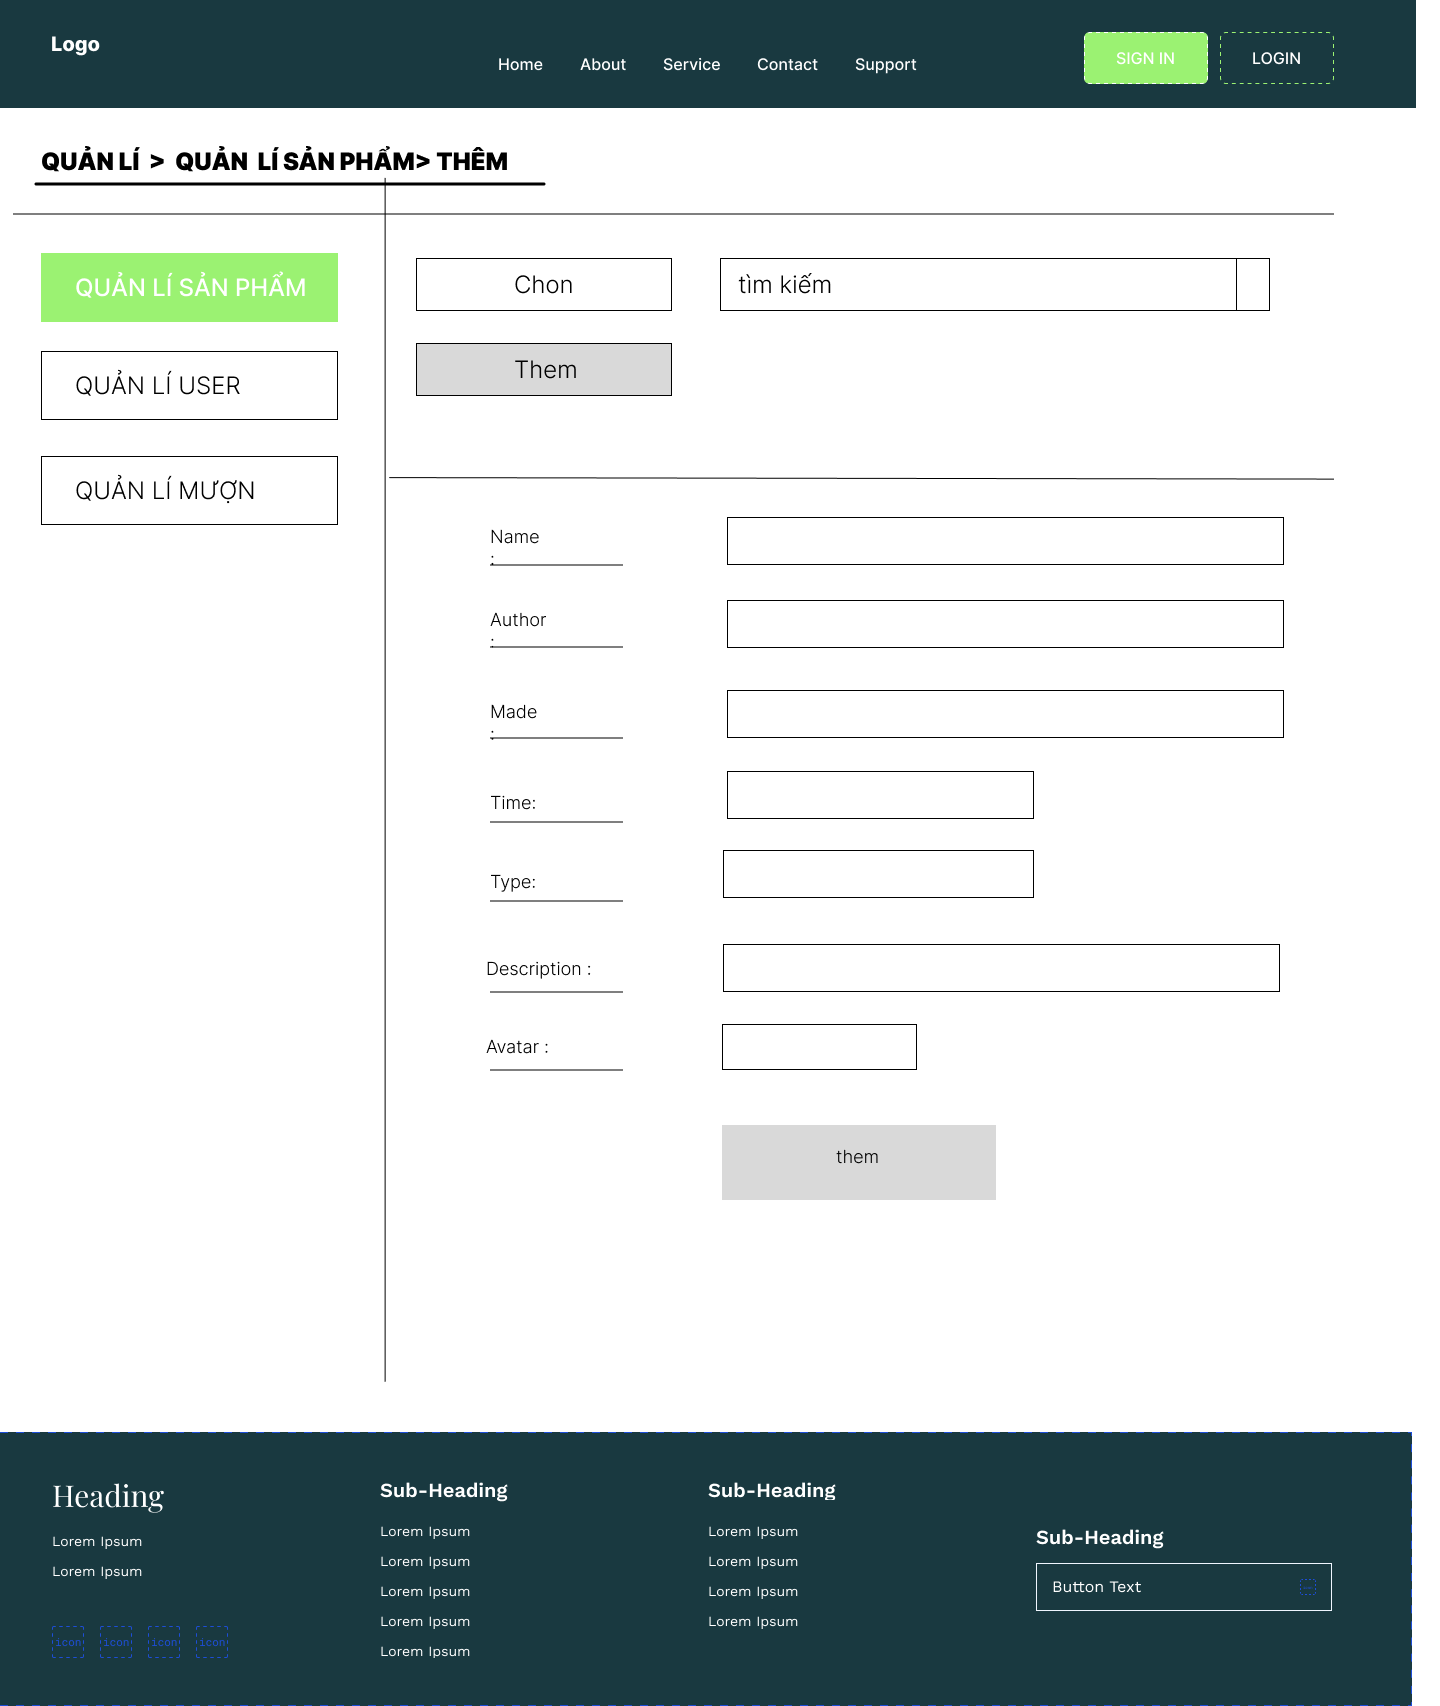 Logo
Home
About
Service
Contact
Support
SIGN IN
LOGIN
QUẢN LÍ > QUẢN LÍ SẢN PHẨM> THÊM
QUẢN LÍ SẢN PHẨM
QUẢN LÍ USER
QUẢN LÍ MƯỢN
Chon
tìm kiếm
Them
Name
:
Author
:
Made
:
Time:
Type:
Description :
Avatar :
them
Heading
Lorem Ipsum
Lorem Ipsum
icon
icon
icon
icon
Sub-Heading
Lorem Ipsum
Lorem Ipsum
Lorem Ipsum
Lorem Ipsum
Lorem Ipsum
Sub-Heading
Lorem Ipsum
Lorem Ipsum
Lorem Ipsum
Lorem Ipsum
Sub-Heading
Button Text